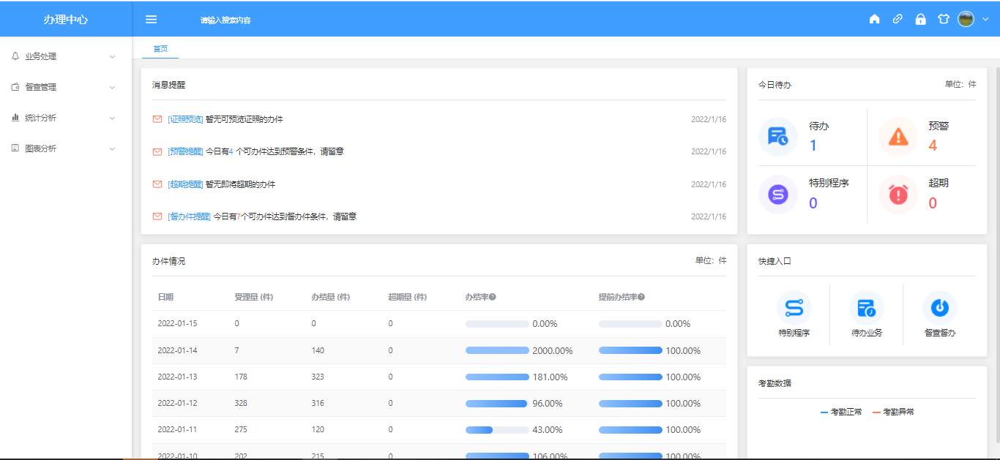 办理中心
请输入搜索内容
业务处理
督查管理
统计分析
图表分析
首页
消息提醒
[证照预览] 暂无可预览证照的办件 2022/1/16
[预警提醒] 今日有4 个可办件达到预警条件，请留意 2022/1/16
[超期提醒] 暂无即将超期的办件 2022/1/16
[督办件提醒] 今日有7个可办件达到督办件条件，请留意 2022/1/16
今日待办 单位：件
待办 预警
1 4
特别程序 超期
0 0
办件情况 单位：件
日期 受理量 (件) 办结量 (件) 超期量 (件) 办结率 提前办结率
2022-01-15 0 0 0 0.00% 0.00%
2022-01-14 7 140 0 2000.00% 100.00%
2022-01-13 178 323 0 181.00% 100.00%
2022-01-12 328 316 0 96.00% 100.00%
2022-01-11 275 120 0 43.00% 100.00%
2022-01-10 202 215 0 106.00% 100.00%
快捷入口
特别程序 待办业务 督查督办
考勤数据
考勤正常 考勤异常